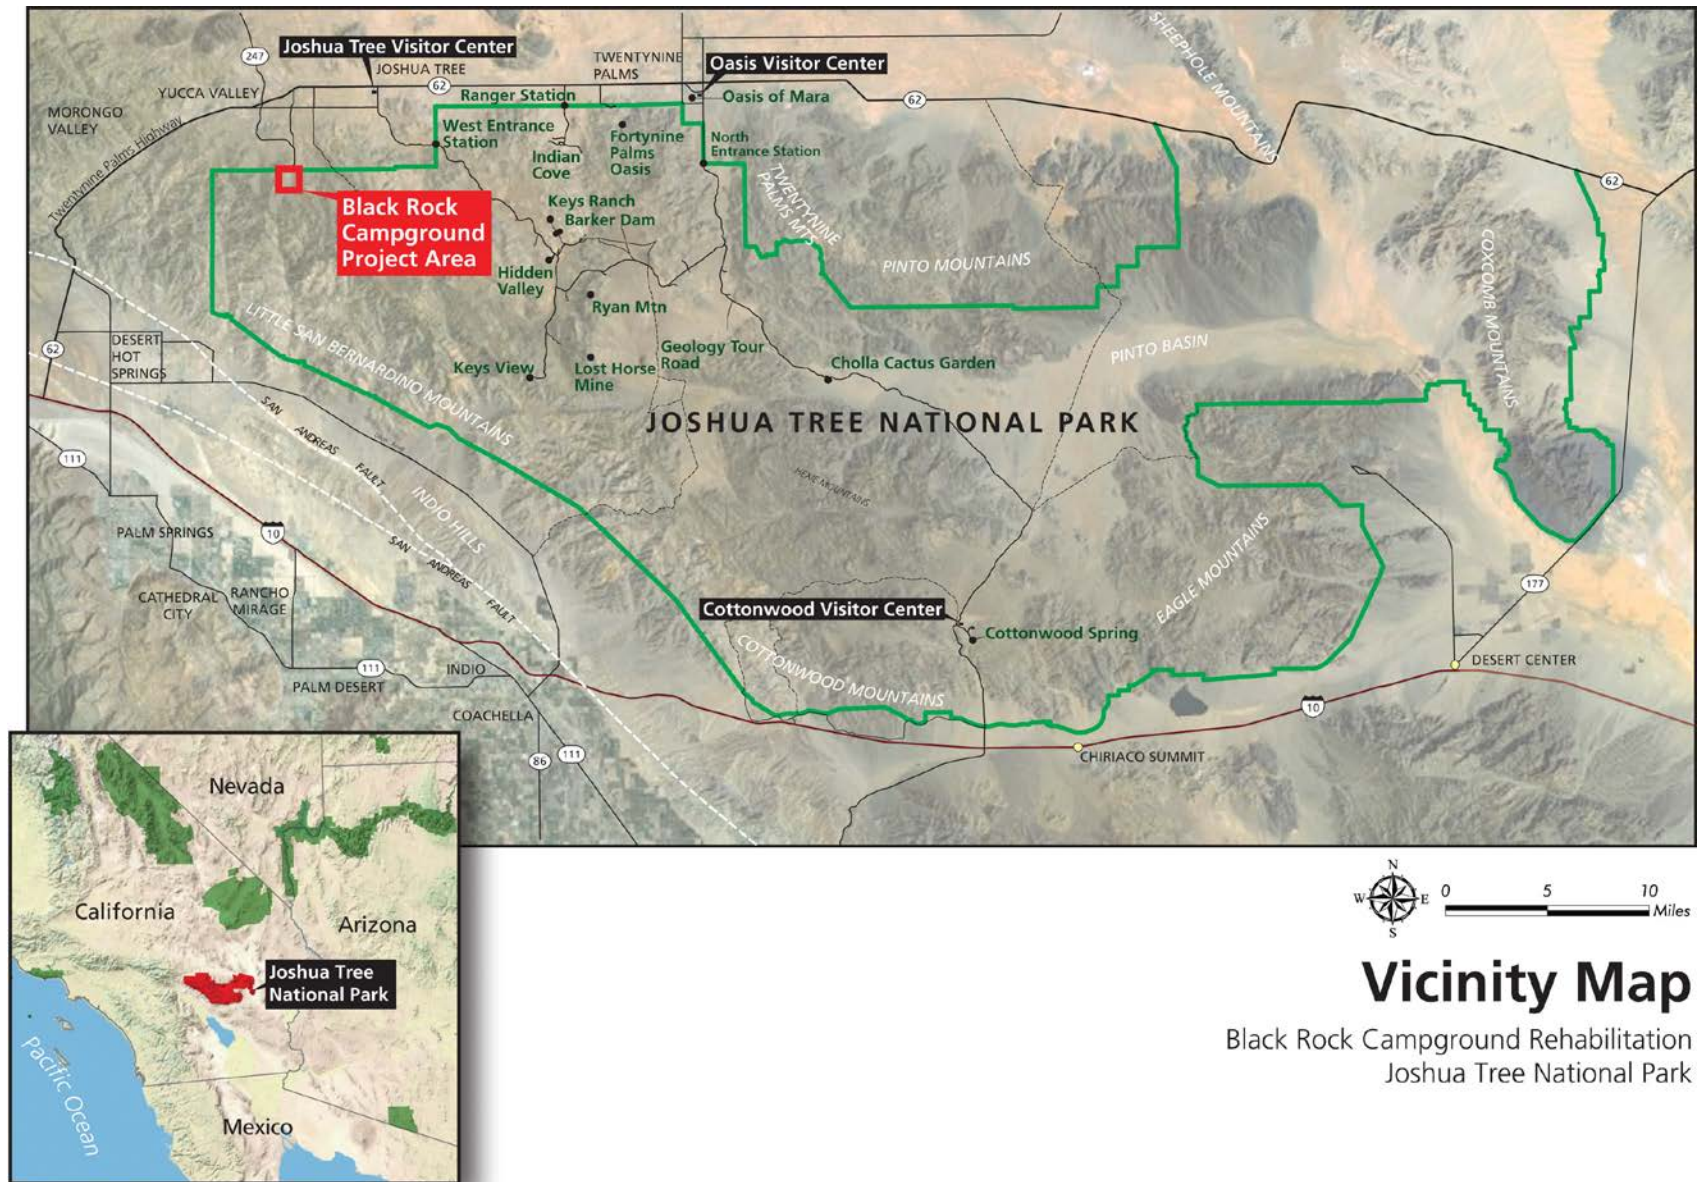 Joshua Tree Visitor Center
JOSHUA TREE
247
62
YUCCA VALLEY
MORONGO
VALLEY
Twentynine Palms Highway
TWENTYNINE
PALMS
Oasis Visitor Center
Oasis of Mara
62
SHEEPHOLE MOUNTAINS
Ranger Station
West Entrance
Station
Indian
Cove
Fortynine
Palms
Oasis
North
Entrance Station
TWENTYNINE
PALMS MTS
62
Black Rock
Campground
Project Area
Keys Ranch
Barker Dam
Hidden
Valley
Ryan Mtn
PINTO MOUNTAINS
COXCOMB MOUNTAINS
LITTLE SAN BERNARDINO MOUNTAINS
DESERT
HOT
SPRINGS
62
Keys View
Lost Horse
Mine
Geology Tour
Road
Cholla Cactus Garden
PINTO BASIN
JOSHUA TREE NATIONAL PARK
SAN ANDREAS FAULT
111
HEXIE MOUNTAINS
INDIO HILLS
PALM SPRINGS
10
SAN ANDREAS FAULT
EAGLE MOUNTAINS
177
CATHEDRAL
CITY
RANCHO
MIRAGE
Cottonwood Visitor Center
Cottonwood Spring
COTTONWOOD MOUNTAINS
111
INDIO
PALM DESERT
DESERT CENTER
10
COACHELLA
86
111
CHIRIACO SUMMIT
Nevada
California
Arizona
Joshua Tree
National Park
Pacific Ocean
Mexico
N
W
E
S
0
5
10
Miles
Vicinity Map
Black Rock Campground Rehabilitation
Joshua Tree National Park